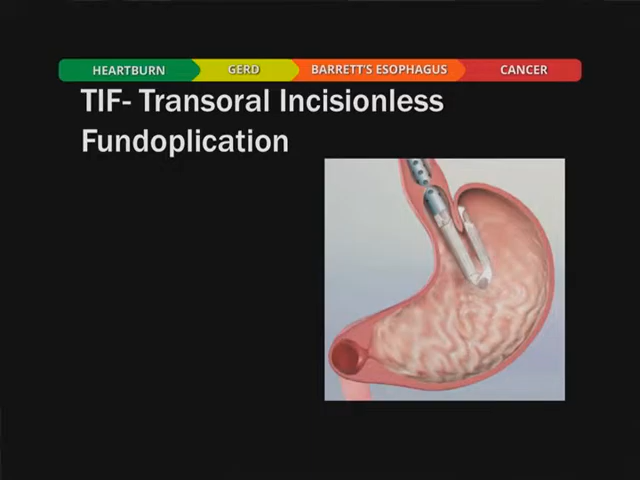 HEARTBURN GERD BARRETT'S ESOPHAGUS CANCER
TIF- Transoral Incisionless
Fundoplication